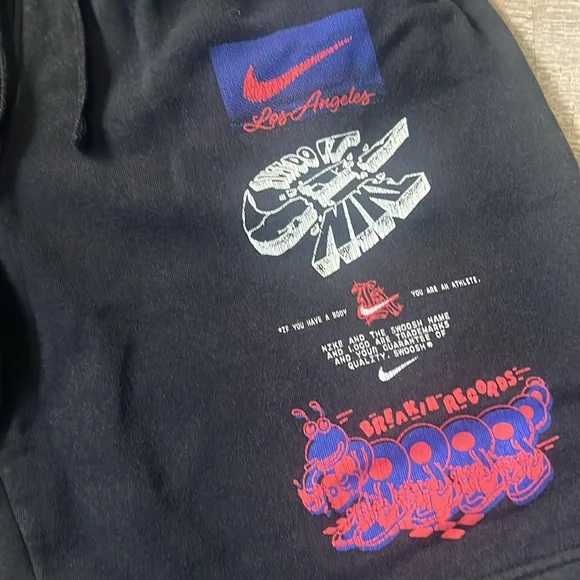 Los Angeles
"IF YOU HAVE A BODY
YOU ARE AN ATHLETE.
NIKE AND THE SWOOSH NAME
AND LOGO ARE TRADEMARKS
AND YOUR GUARANTEE OF
QUALITY. SWOOSH®
BREAKIN' RECORDS